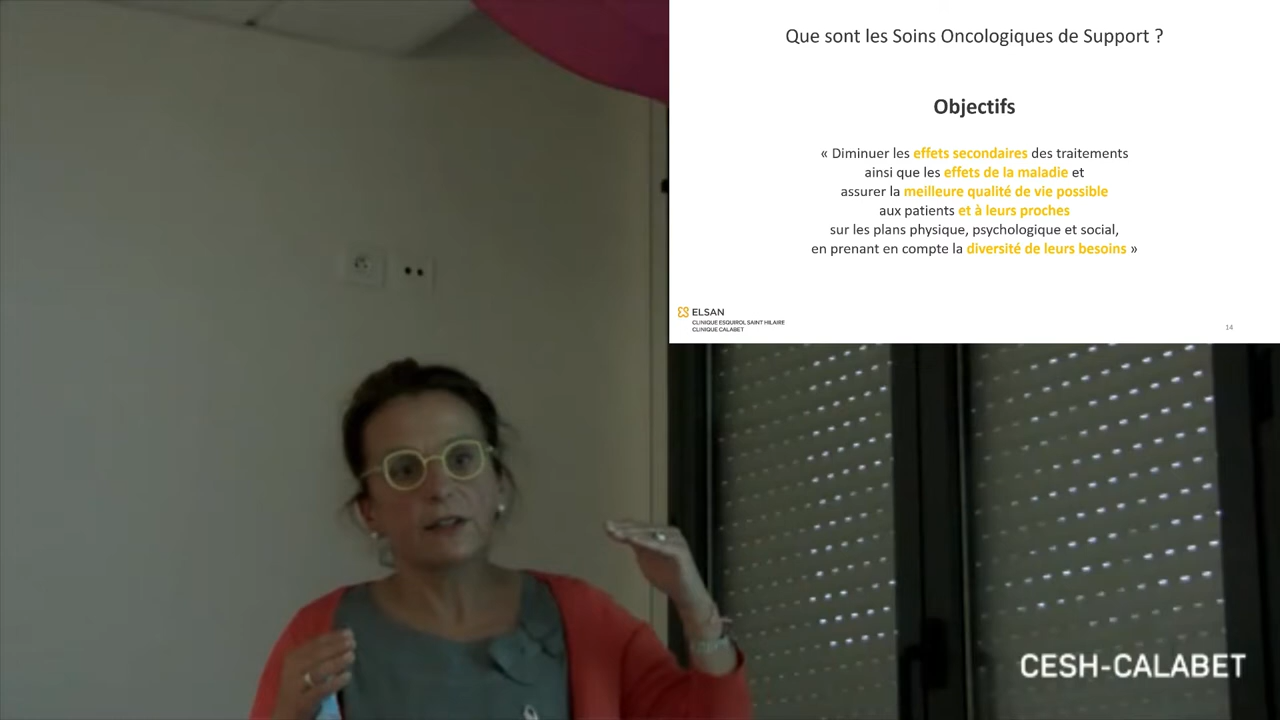 Que sont les Soins Oncologiques de Support ?
Objectifs
« Diminuer les effets secondaires des traitements
ainsi que les effets de la maladie et
assurer la meilleure qualité de vie possible
aux patients et à leurs proches
sur les plans physique, psychologique et social,
en prenant en compte la diversité de leurs besoins »
ELSAN
CLINIQUE ESQUIROL SAINT HILAIRE
CLINIQUE CALABET
14
CESH-CALABET